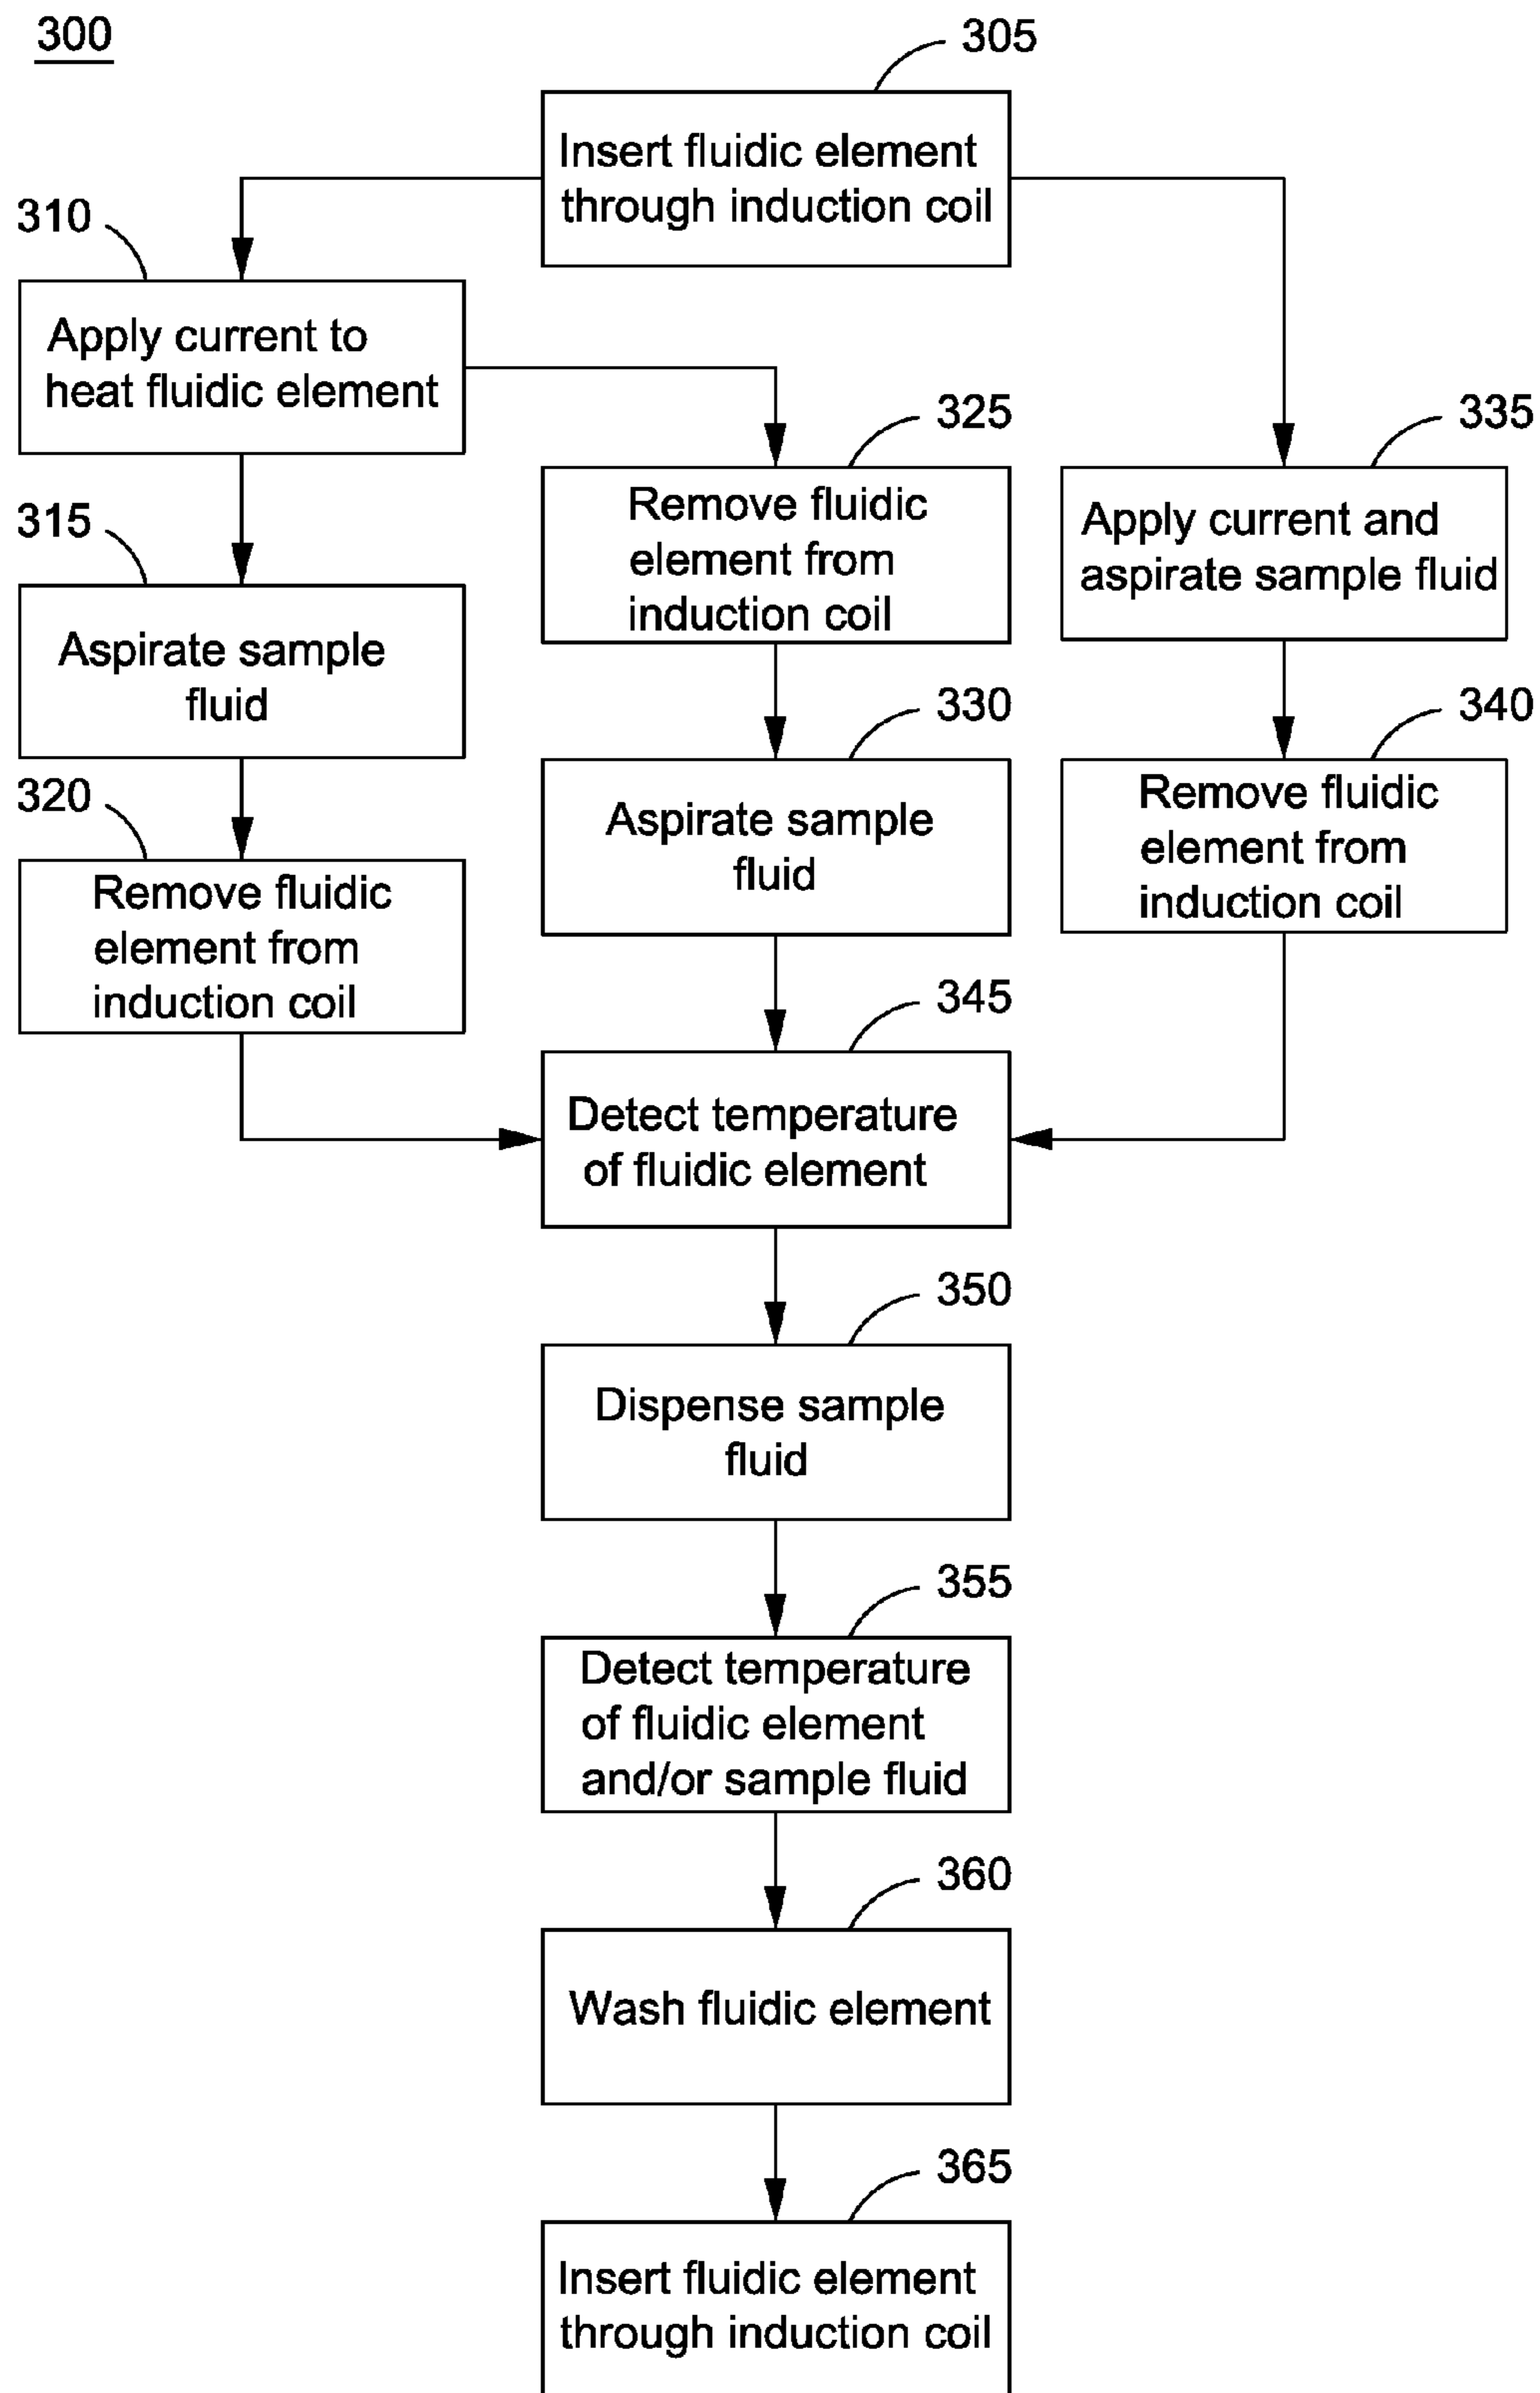 300
305
Insert fluidic element
through induction coil
310
Apply current to
heat fluidic element
315
Aspirate sample
fluid
320
Remove fluidic
element from
induction coil
325
Remove fluidic
element from
induction coil
330
Aspirate sample
fluid
335
Apply current and
aspirate sample fluid
340
Remove fluidic
element from
induction coil
345
Detect temperature
of fluidic element
350
Dispense sample
fluid
355
Detect temperature
of fluidic element
and/or sample fluid
360
Wash fluidic element
365
Insert fluidic element
through induction coil